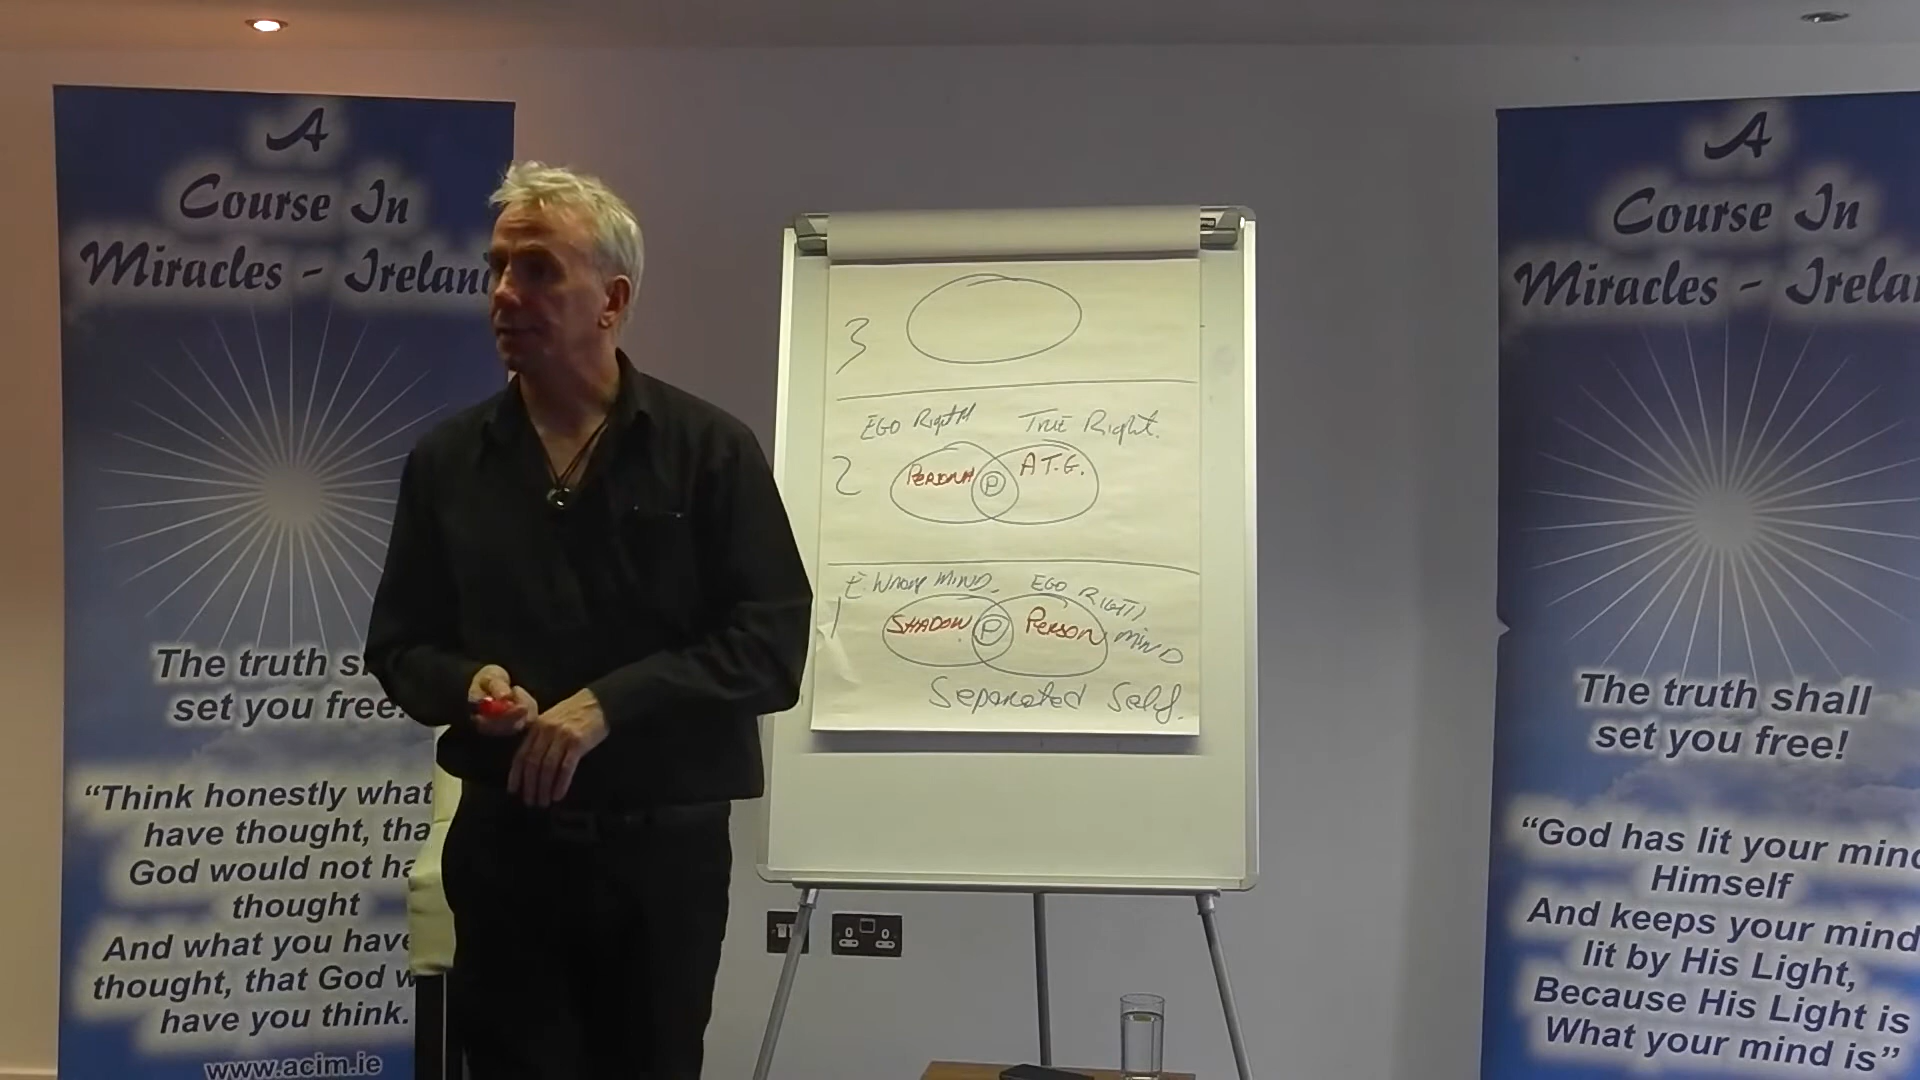 A
Course In
Miracles - Irelan
The truth s
set you free!
"Think honestly what
have thought, tha
God would not ha
thought
And what you have
thought, that God w
have you think.
www.acim.ie
3
EGO Right True Right.
2
PERSONA P A.T.G.
E. Wrong MIND. EGO RIGHT
1
SHADOW P PERSON MIND
Separated Self.
A
Course In
Miracles - Irela
The truth shall
set you free!
"God has lit your mind
Himself
And keeps your mind
lit by His Light,
Because His Light is
What your mind is"